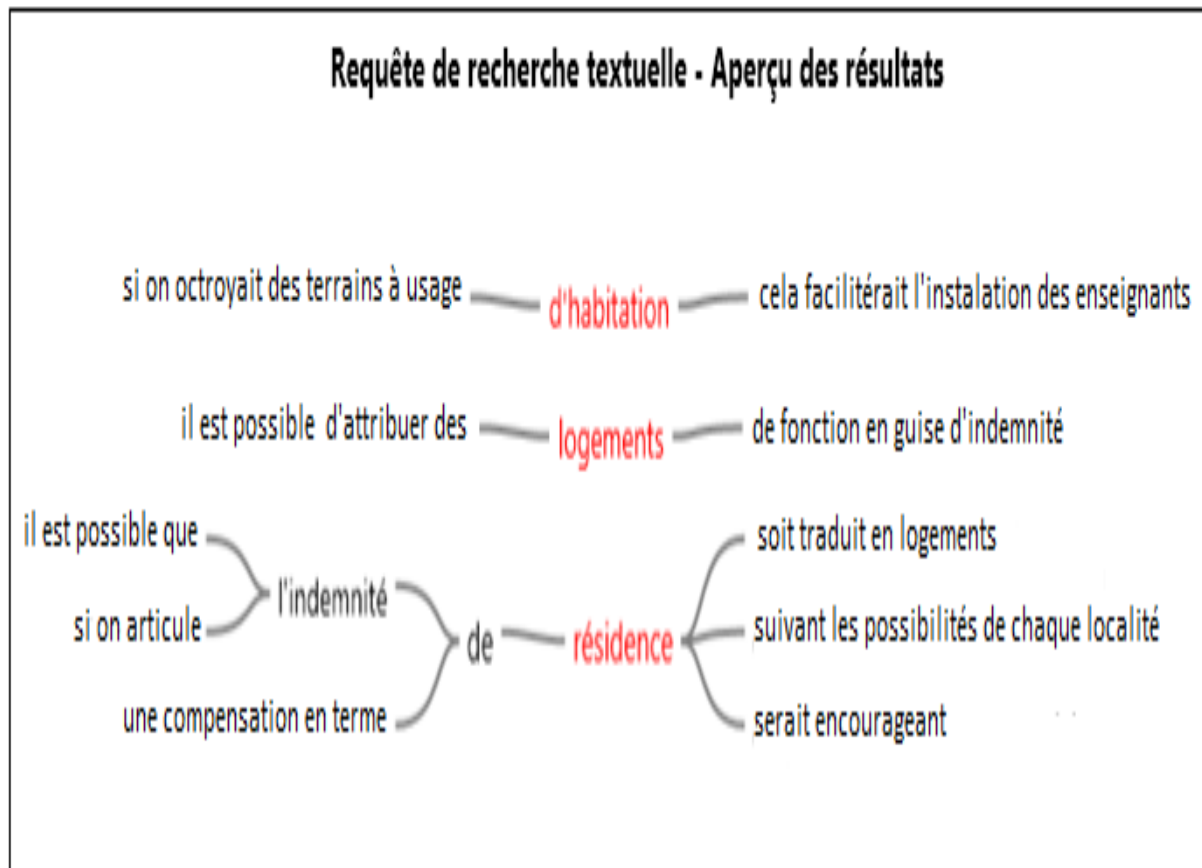 Requête de recherche textuelle - Aperçu des résultats
si on octroyait des terrains à usage d'habitation cela facilitérait l'instalation des enseignants
il est possible d'attribuer des logements de fonction en guise d'indemnité
il est possible que
si on articule
l'indemnité
une compensation en terme
de
résidence
soit traduit en logements
suivant les possibilités de chaque localité
serait encourageant